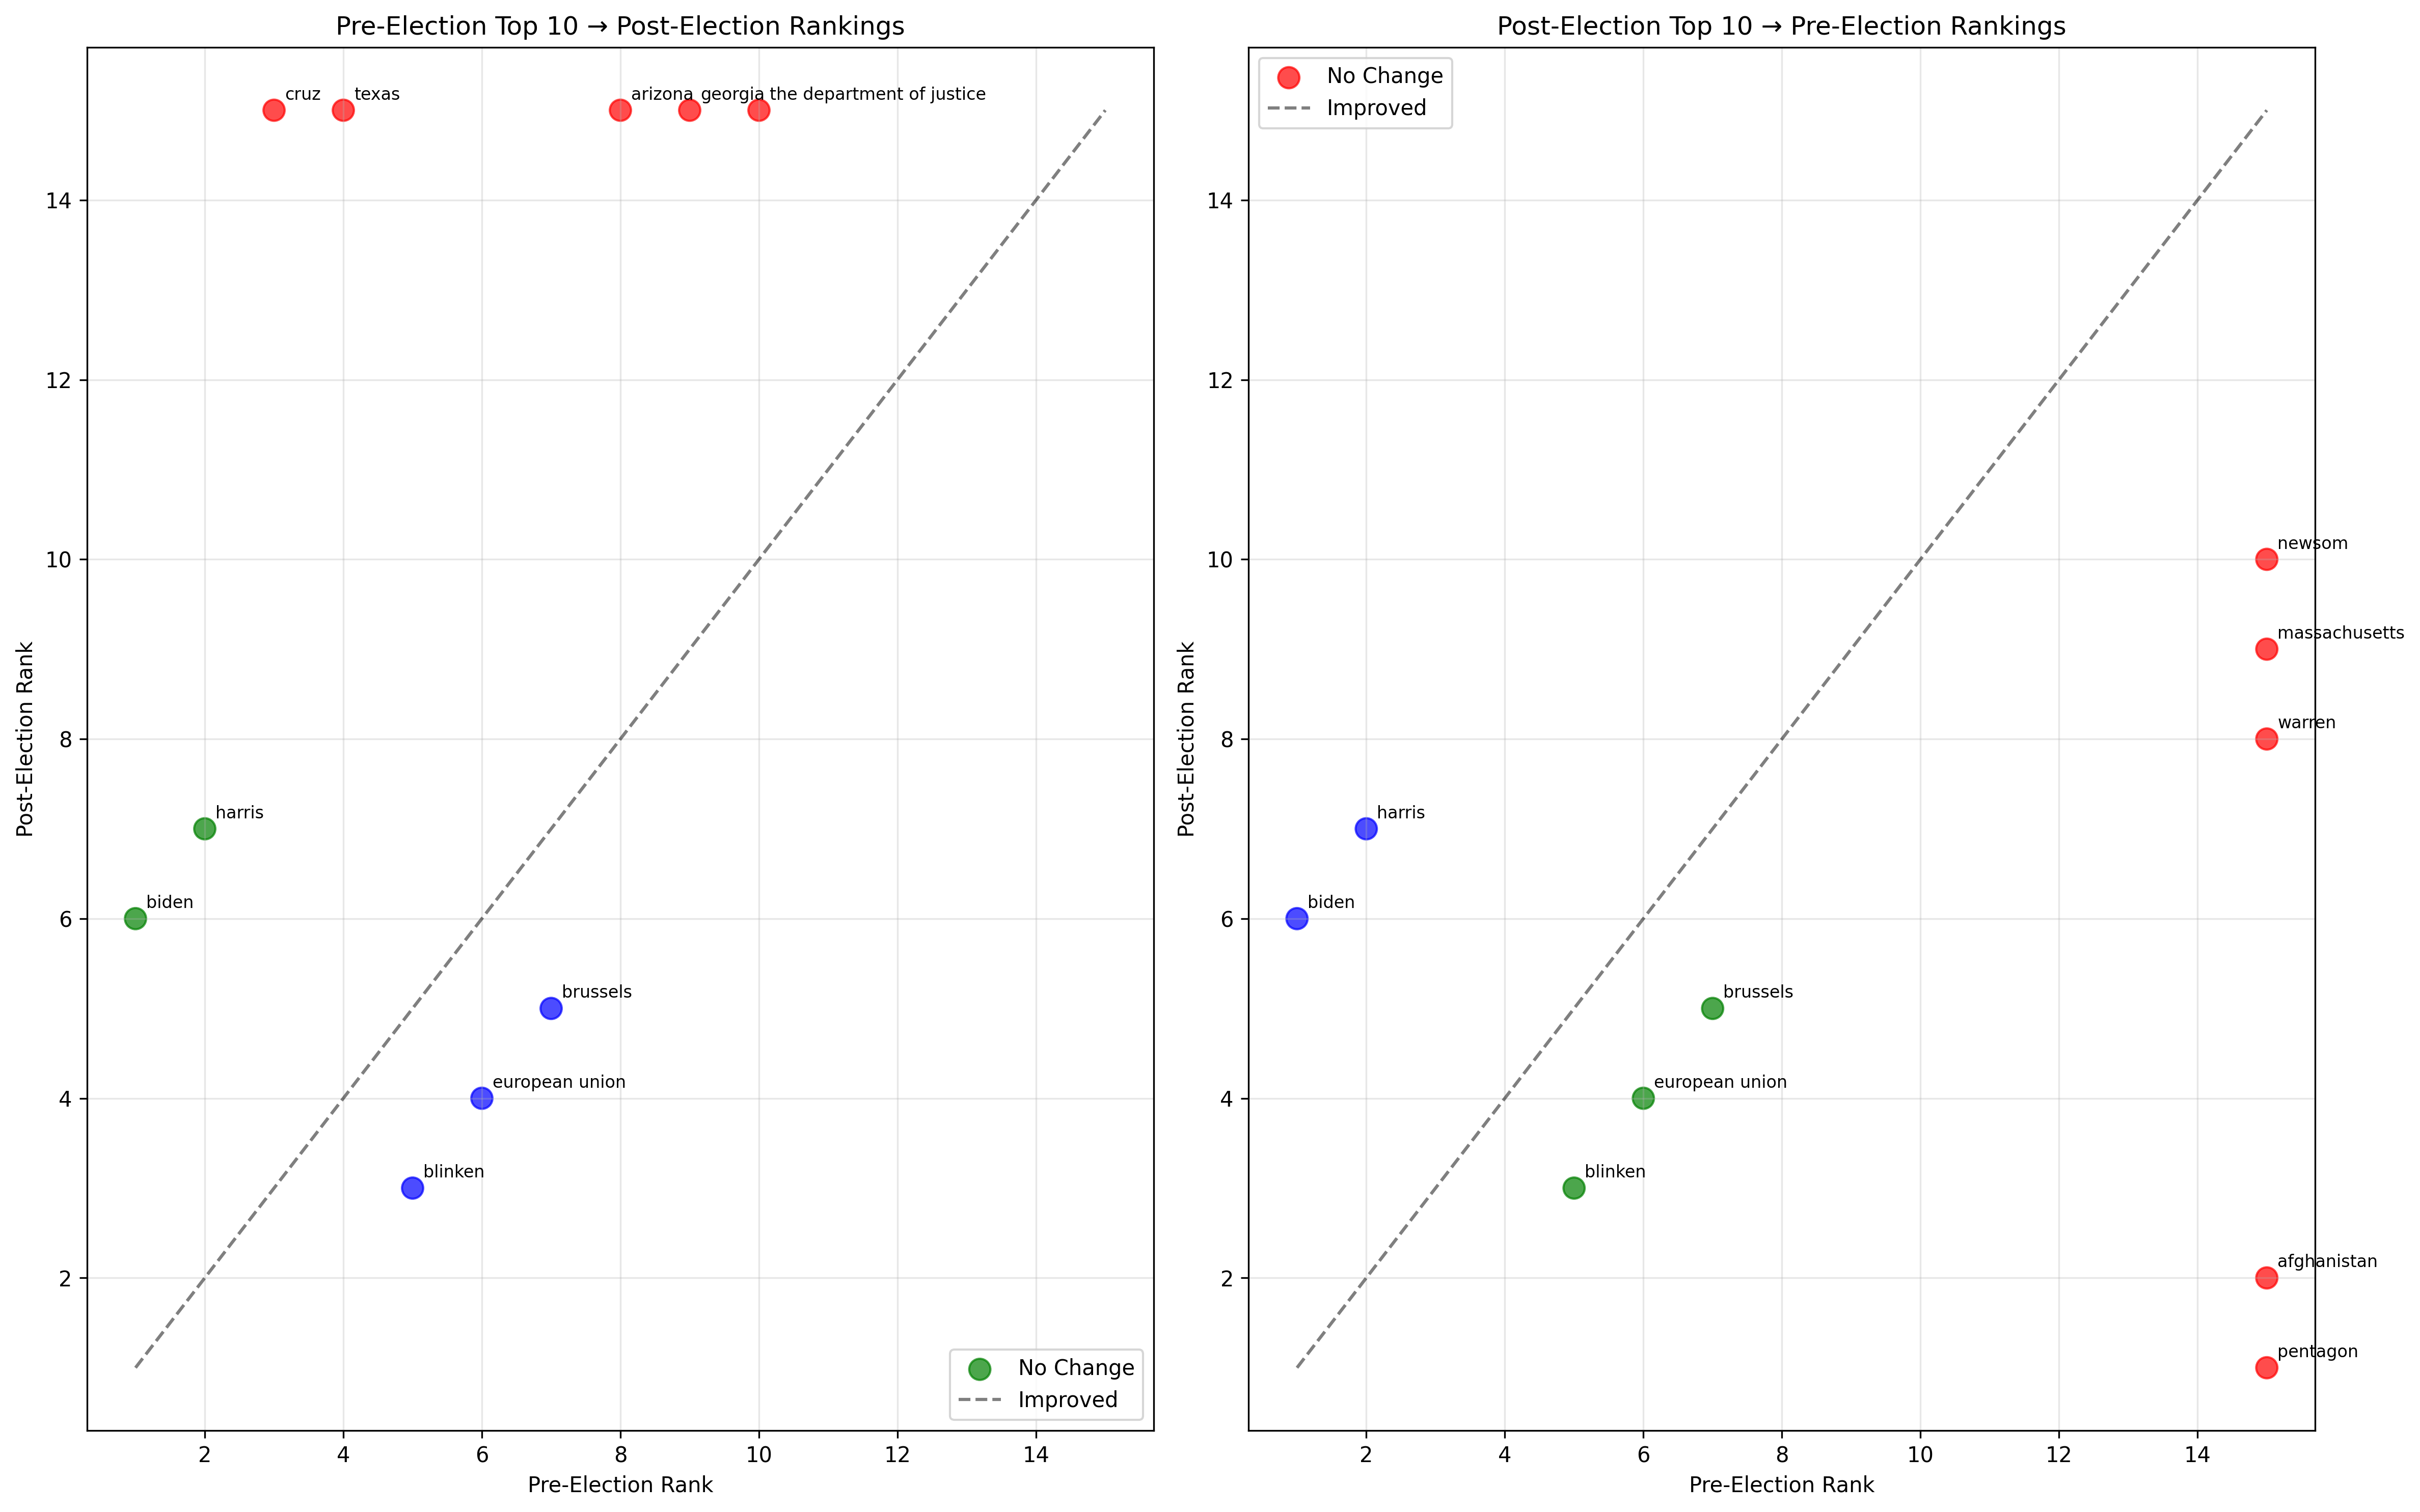 Pre-Election Top 10 → Post-Election Rankings
cruz
texas
arizona
georgia
the department of justice
14
12
10
8
6
4
2
harris
biden
brussels
european union
blinken
Post-Election Rank
No Change
Improved
2
4
6
8
10
12
14
Pre-Election Rank
Post-Election Top 10 → Pre-Election Rankings
No Change
Improved
14
12
10
8
6
4
2
newsom
massachusetts
warren
harris
biden
brussels
european union
blinken
afghanistan
pentagon
Post-Election Rank
2
4
6
8
10
12
14
Pre-Election Rank